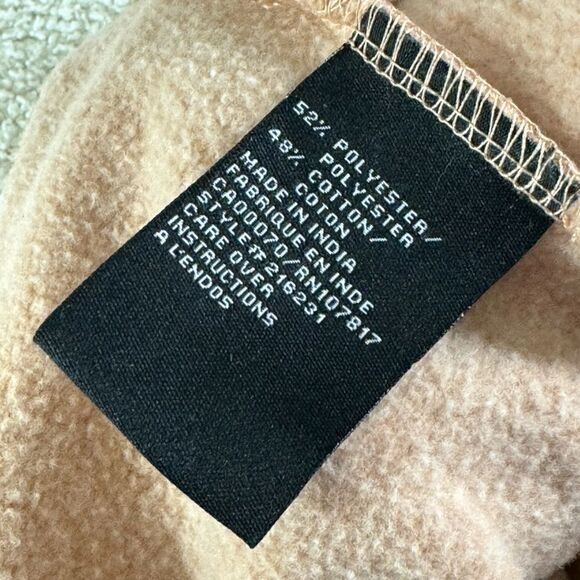 52% POLYESTER/
POLYESTER
48% COTTON/
COTON
MADE IN INDIA
FABRIQUE EN INDE
CA00070/RN107817
STYLE# 216231
CARE OVER
INSTRUCTIONS
A LENDOS